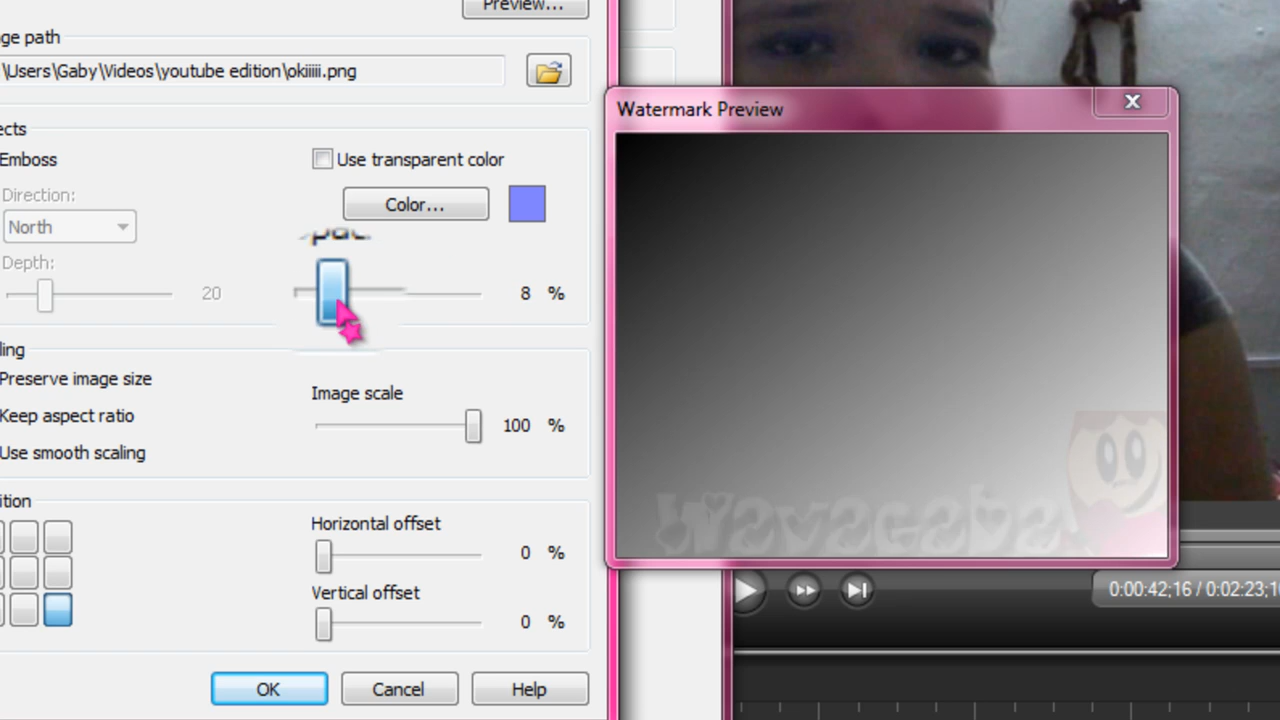 Preview...
ge path
\Users\Gaby\Videos\youtube edition\okiiiii.png
Watermark Preview
ects
Emboss
Use transparent color
Direction:
Color...
North
Depth:
20
8 %
ling
Preserve image size
Image scale
Keep aspect ratio
100 %
Use smooth scaling
ition
Horizontal offset
0 %
Vertical offset
0 %
0:00:42;16 / 0:02:23;1
OK
Cancel
Help